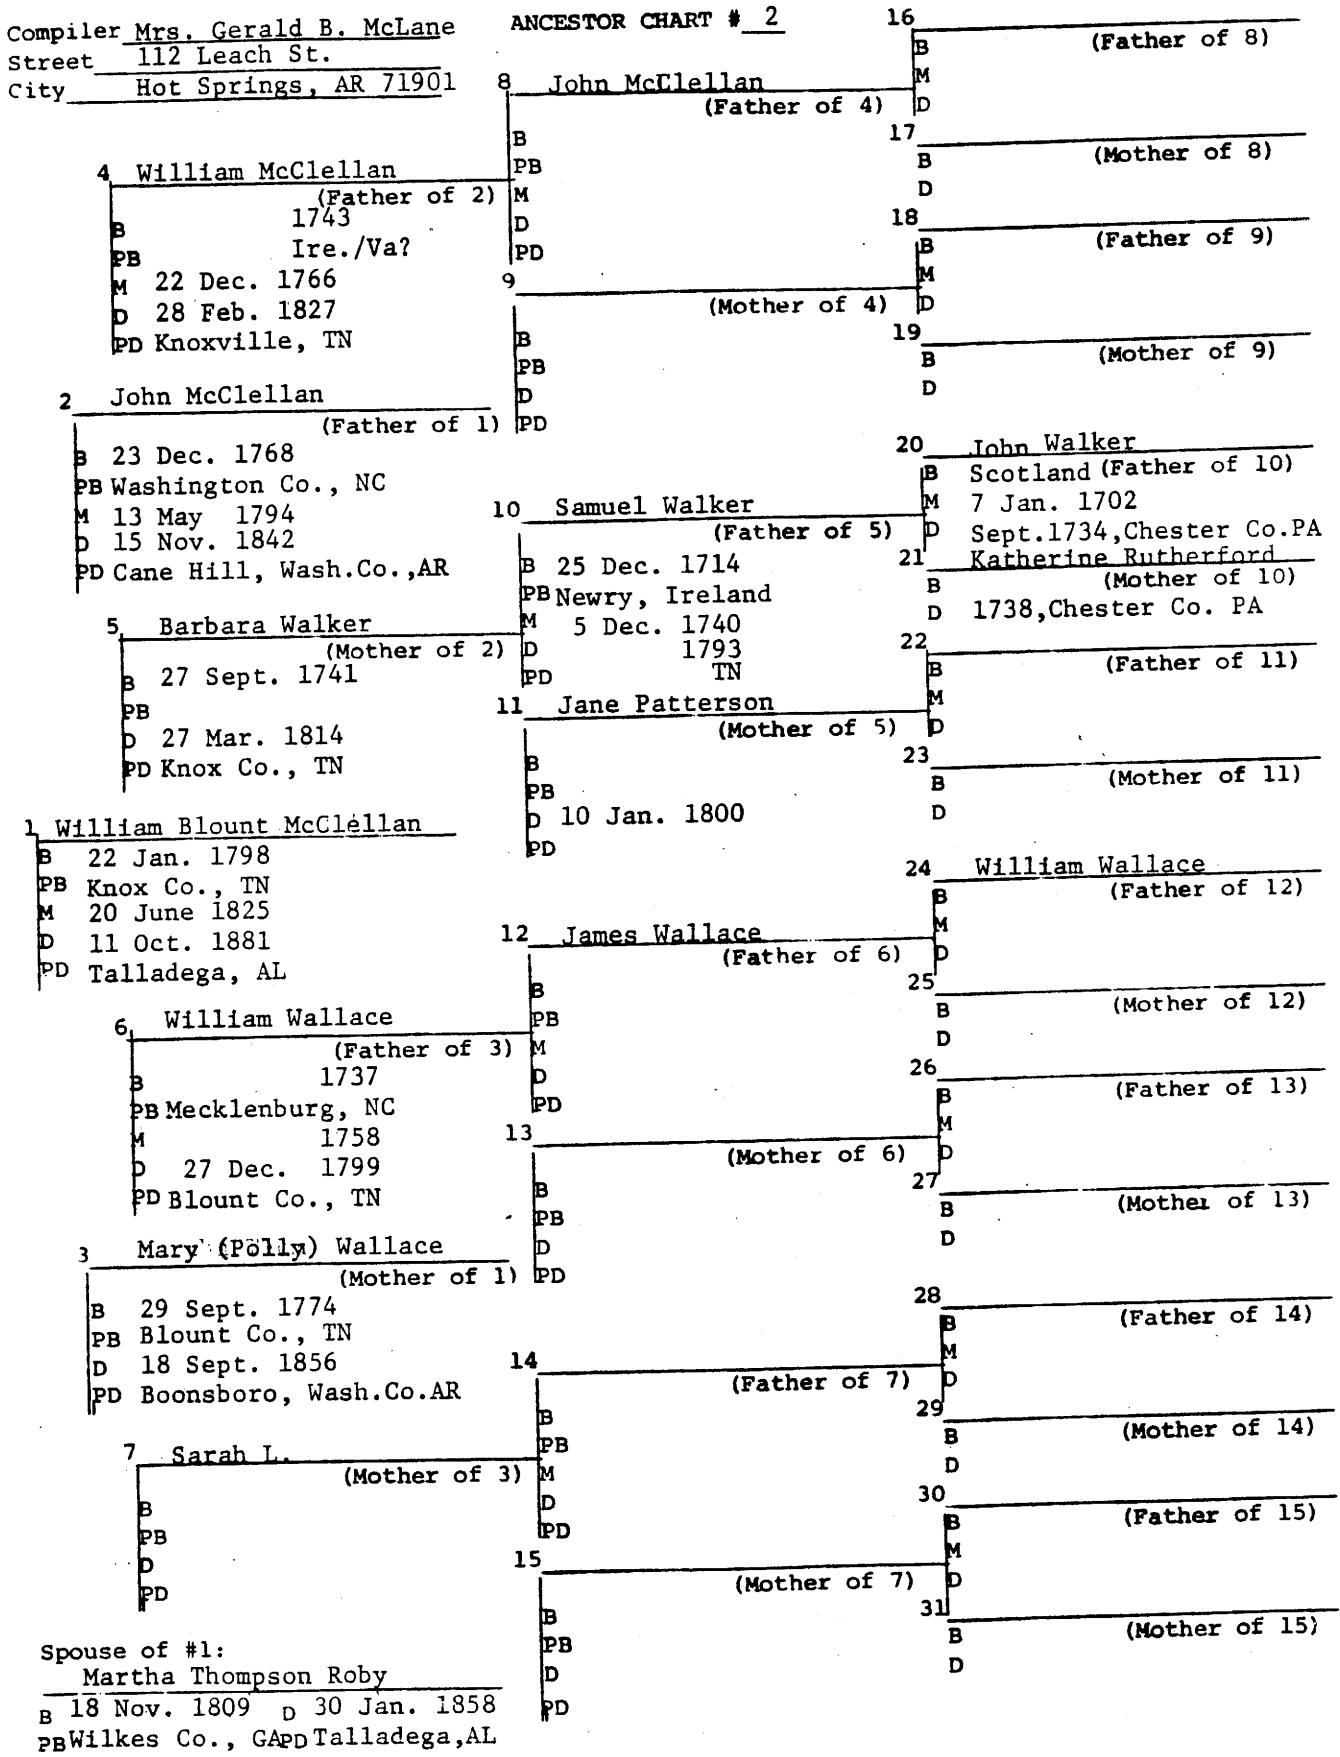 Compiler Mrs. Gerald B. McLane
Street 112 Leach St.
City Hot Springs, AR 71901
ANCESTOR CHART # 2
16
B (Father of 8)
M
D
8 John McClellan
(Father of 4)
B
PB
M
D
PD
17
(Mother of 8)
B
D
4 William McClellan
(Father of 2)
B 1743
PB Ire./Va?
M 22 Dec. 1766
D 28 Feb. 1827
PD Knoxville, TN
18
B (Father of 9)
M
D
9
(Mother of 4)
B
PB
D
PD
19
(Mother of 9)
B
D
2 John McClellan
(Father of 1)
B 23 Dec. 1768
PB Washington Co., NC
M 13 May 1794
D 15 Nov. 1842
PD Cane Hill, Wash.Co.,AR
20 John Walker
B Scotland (Father of 10)
M 7 Jan. 1702
D Sept.1734,Chester Co.PA
10 Samuel Walker
(Father of 5)
B 25 Dec. 1714
PB Newry, Ireland
M 5 Dec. 1740
D 1793
PD TN
21 Katherine Rutherford
(Mother of 10)
B
D 1738,Chester Co. PA
5 Barbara Walker
(Mother of 2)
B 27 Sept. 1741
PB
D 27 Mar. 1814
PD Knox Co., TN
22
B (Father of 11)
M
D
11 Jane Patterson
(Mother of 5)
B
PB
D 10 Jan. 1800
PD
23
(Mother of 11)
B
D
1 William Blount McClellan
B 22 Jan. 1798
PB Knox Co., TN
M 20 June 1825
D 11 Oct. 1881
PD Talladega, AL
24 William Wallace
B (Father of 12)
M
D
12 James Wallace
(Father of 6)
B
PB
M
D
PD
25
(Mother of 12)
B
D
6 William Wallace
(Father of 3)
B 1737
PB Mecklenburg, NC
M 1758
D 27 Dec. 1799
PD Blount Co., TN
26
B (Father of 13)
M
D
13
(Mother of 6)
B
PB
D
PD
27
(Mother of 13)
B
D
3 Mary (Polly) Wallace
(Mother of 1)
B 29 Sept. 1774
PB Blount Co., TN
D 18 Sept. 1856
PD Boonsboro, Wash.Co.AR
28
B (Father of 14)
M
D
14
(Father of 7)
B
PB
M
D
PD
29
(Mother of 14)
B
D
7 Sarah L.
(Mother of 3)
B
PB
D
PD
30
B (Father of 15)
M
D
15
(Mother of 7)
B
PB
D
PD
31
(Mother of 15)
B
D
Spouse of #1:
Martha Thompson Roby
B 18 Nov. 1809 D 30 Jan. 1858
PB Wilkes Co., GA PD Talladega,AL